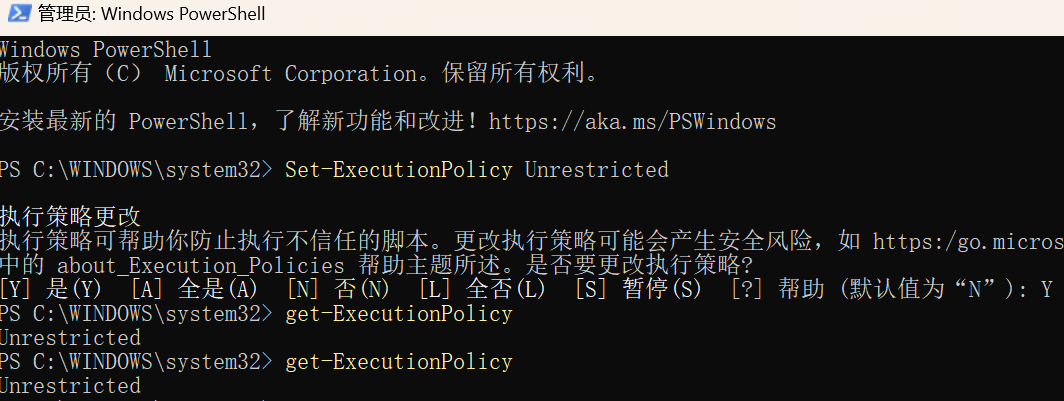 管理员: Windows PowerShell
Windows PowerShell
版权所有（C） Microsoft Corporation。保留所有权利。
安装最新的 PowerShell，了解新功能和改进！https://aka.ms/PSWindows
PS C:\WINDOWS\system32> Set-ExecutionPolicy Unrestricted
执行策略更改
执行策略可帮助你防止执行不信任的脚本。更改执行策略可能会产生安全风险，如 https:/go.micros
中的 about_Execution_Policies 帮助主题所述。是否要更改执行策略?
[Y] 是(Y)  [A] 全是(A)  [N] 否(N)  [L] 全否(L)  [S] 暂停(S)  [?] 帮助 (默认值为“N”): Y
PS C:\WINDOWS\system32> get-ExecutionPolicy
Unrestricted
PS C:\WINDOWS\system32> get-ExecutionPolicy
Unrestricted